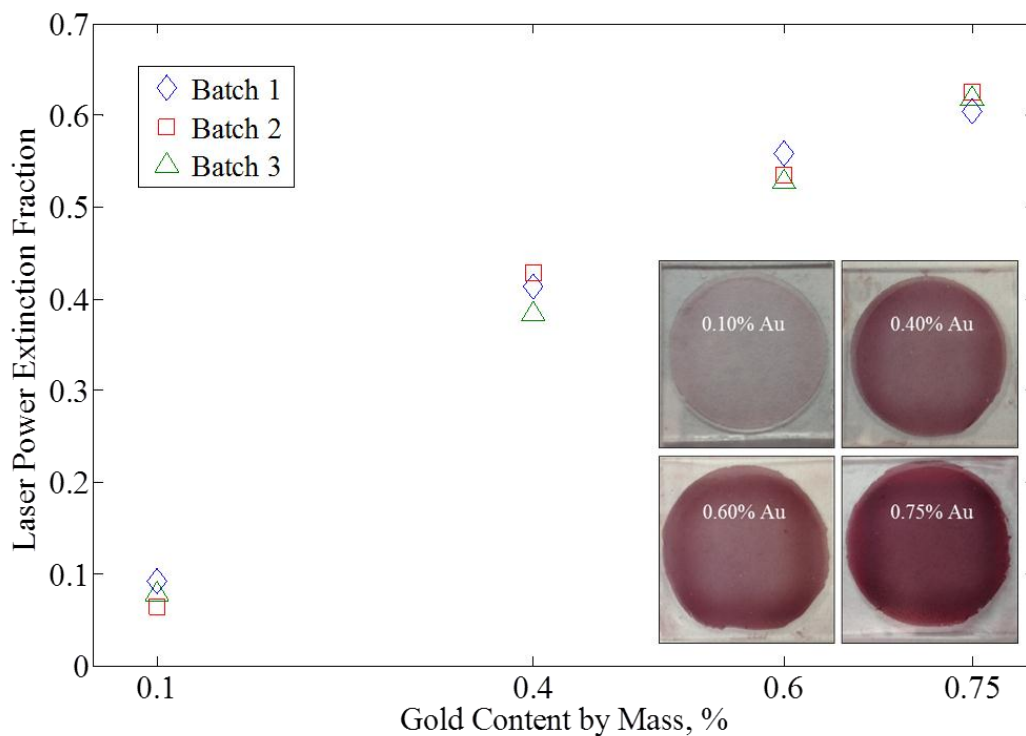 0.7
0.6
0.5
0.4
0.3
0.2
0.1
0
Laser Power Extinction Fraction
Batch 1
Batch 2
Batch 3
0.10% Au
0.40% Au
0.60% Au
0.75% Au
0.1
0.4
0.6
0.75
Gold Content by Mass, %